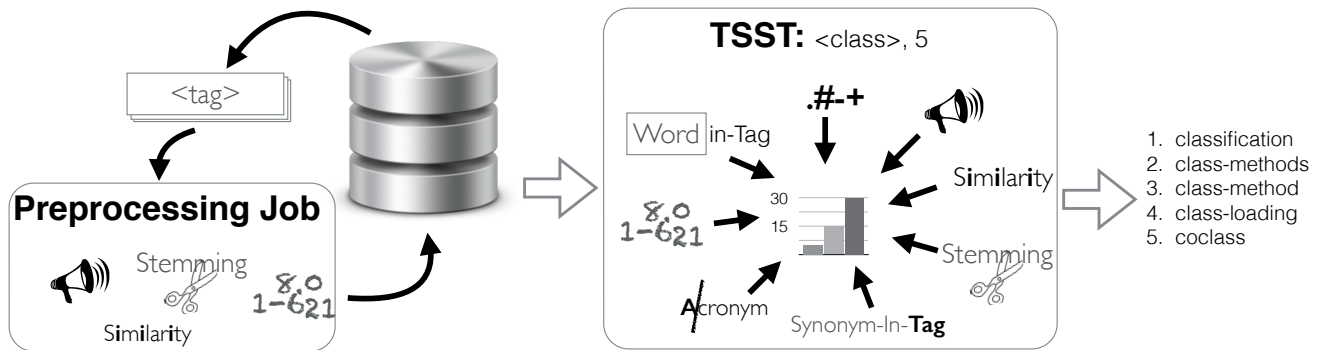 <tag>
Preprocessing Job
Stemming
8.0
1-621
Similarity
TSST: <class>, 5
.#-+
Word in-Tag
Similarity
30
15
8.0
1-621
Stemming
Acronym
Synonym-In-Tag
1. classification
2. class-methods
3. class-method
4. class-loading
5. coclass